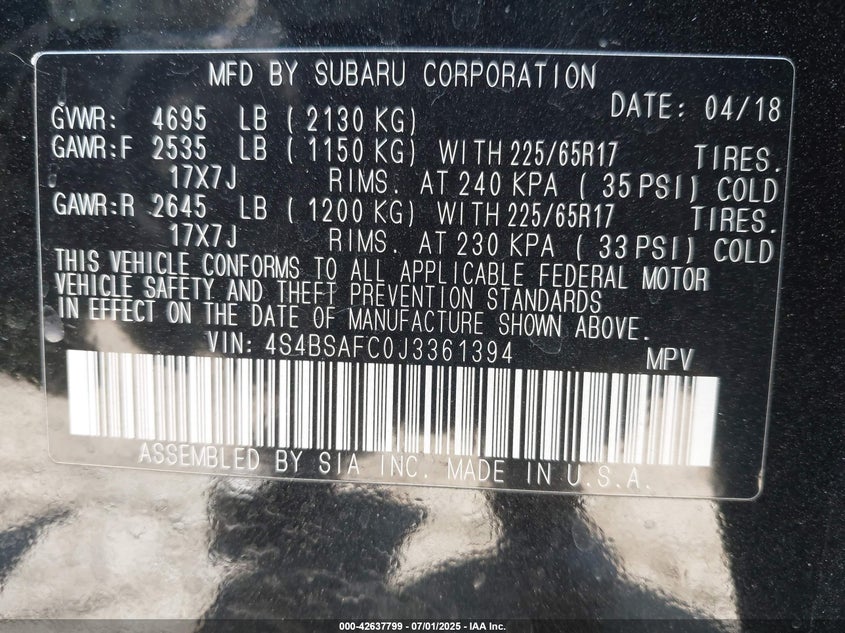 MFD BY SUBARU CORPORATION
DATE: 04/18
GVWR: 4695 LB ( 2130 KG)
GAWR:F 2535 LB ( 1150 KG) WITH 225/65R17 TIRES.
17X7J RIMS. AT 240 KPA ( 35 PSI) COLD
GAWR:R 2645 LB ( 1200 KG) WITH 225/65R17 TIRES.
17X7J RIMS. AT 230 KPA ( 33 PSI) COLD
THIS VEHICLE CONFORMS TO ALL APPLICABLE FEDERAL MOTOR
VEHICLE SAFETY AND THEFT PREVENTION STANDARDS
IN EFFECT ON THE DATE OF MANUFACTURE SHOWN ABOVE.
VIN: 4S4BSAFC0J3361394 MPV
ASSEMBLED BY SIA INC. MADE IN U.S.A.
000-42637799 - 07/01/2025 - IAA Inc.